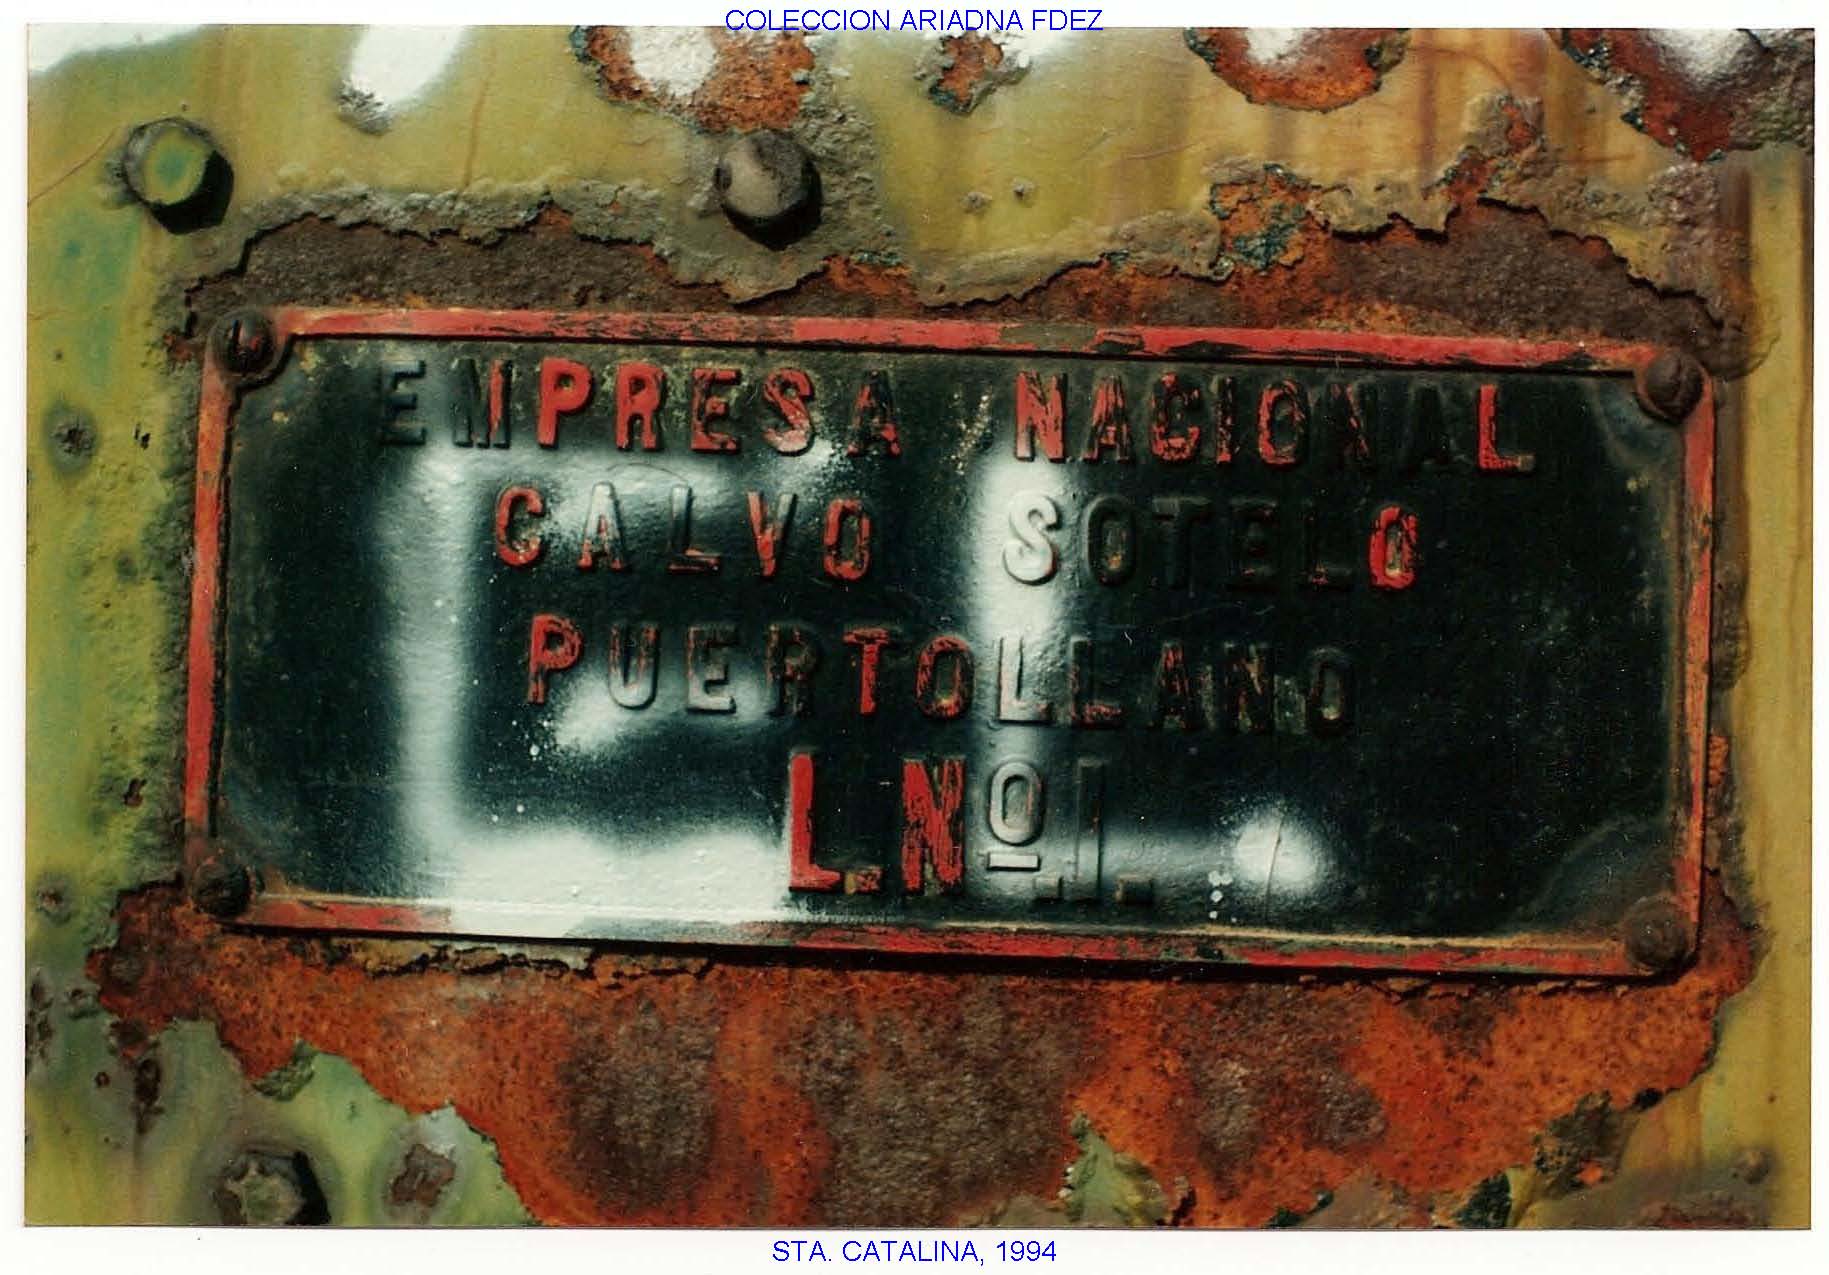 COLECCION ARIADNA FDEZ
EMPRESA NACIONAL
CALVO SOTELO
PUERTOLLANO
L.Nº.1.
STA. CATALINA, 1994